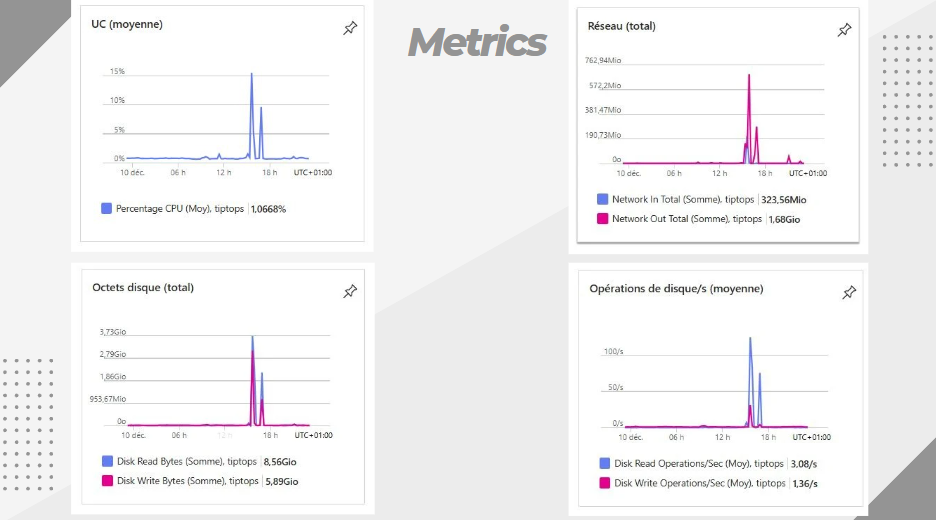 Metrics
UC (moyenne)
15%
10%
5%
0%
10 déc. 06 h 12 h 18 h UTC+01:00
Percentage CPU (Moy), tiptops 1,0668%
Réseau (total)
762,94Mio
572,2Mio
381,47Mio
190,73Mio
0o
10 déc. 06 h 12 h 18 h UTC+01:00
Network In Total (Somme), tiptops 323,56Mio
Network Out Total (Somme), tiptops 1,68Gio
Octets disque (total)
3,73Gio
2,79Gio
1,86Gio
953,67Mio
0o
10 déc. 06 h 12 h 18 h UTC+01:00
Disk Read Bytes (Somme), tiptops 8,56Gio
Disk Write Bytes (Somme), tiptops 5,89Gio
Opérations de disque/s (moyenne)
100/s
50/s
0/s
10 déc. 06 h 12 h 18 h UTC+01:00
Disk Read Operations/Sec (Moy), tiptops 3,08/s
Disk Write Operations/Sec (Moy), tiptops 1,36/s